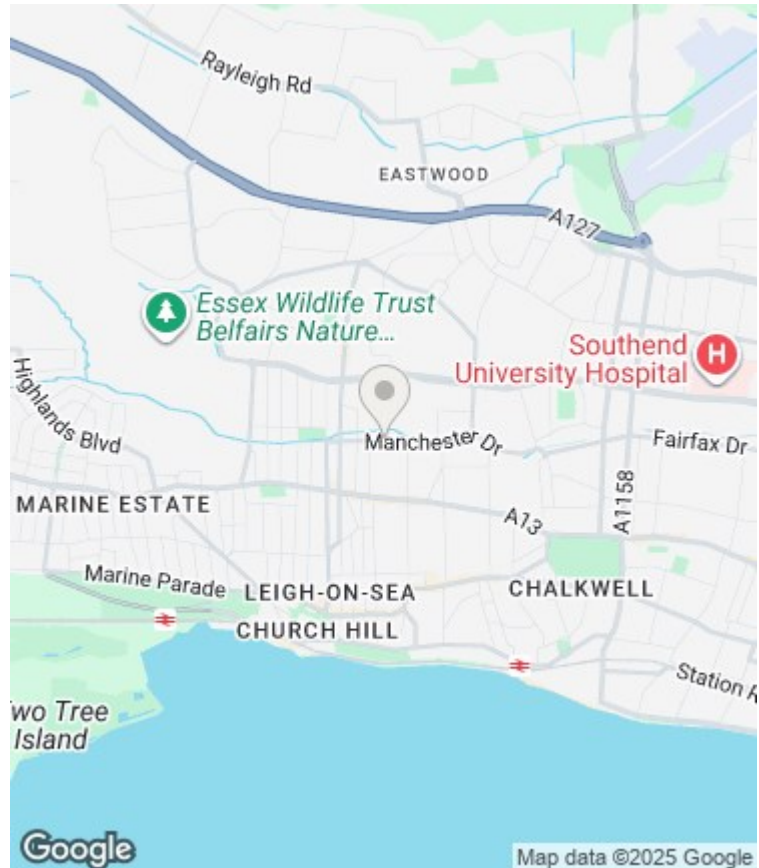 Rayleigh Rd
EASTWOOD
A127
Essex Wildlife Trust
Belfairs Nature...
Southend
University Hospital
H
Highlands Blvd
Manchester Dr
Fairfax Dr
MARINE ESTATE
A13
A1158
Marine Parade
LEIGH-ON-SEA
CHALKWELL
CHURCH HILL
Station R
wo Tree
Island
Google
Map data ©2025 Google